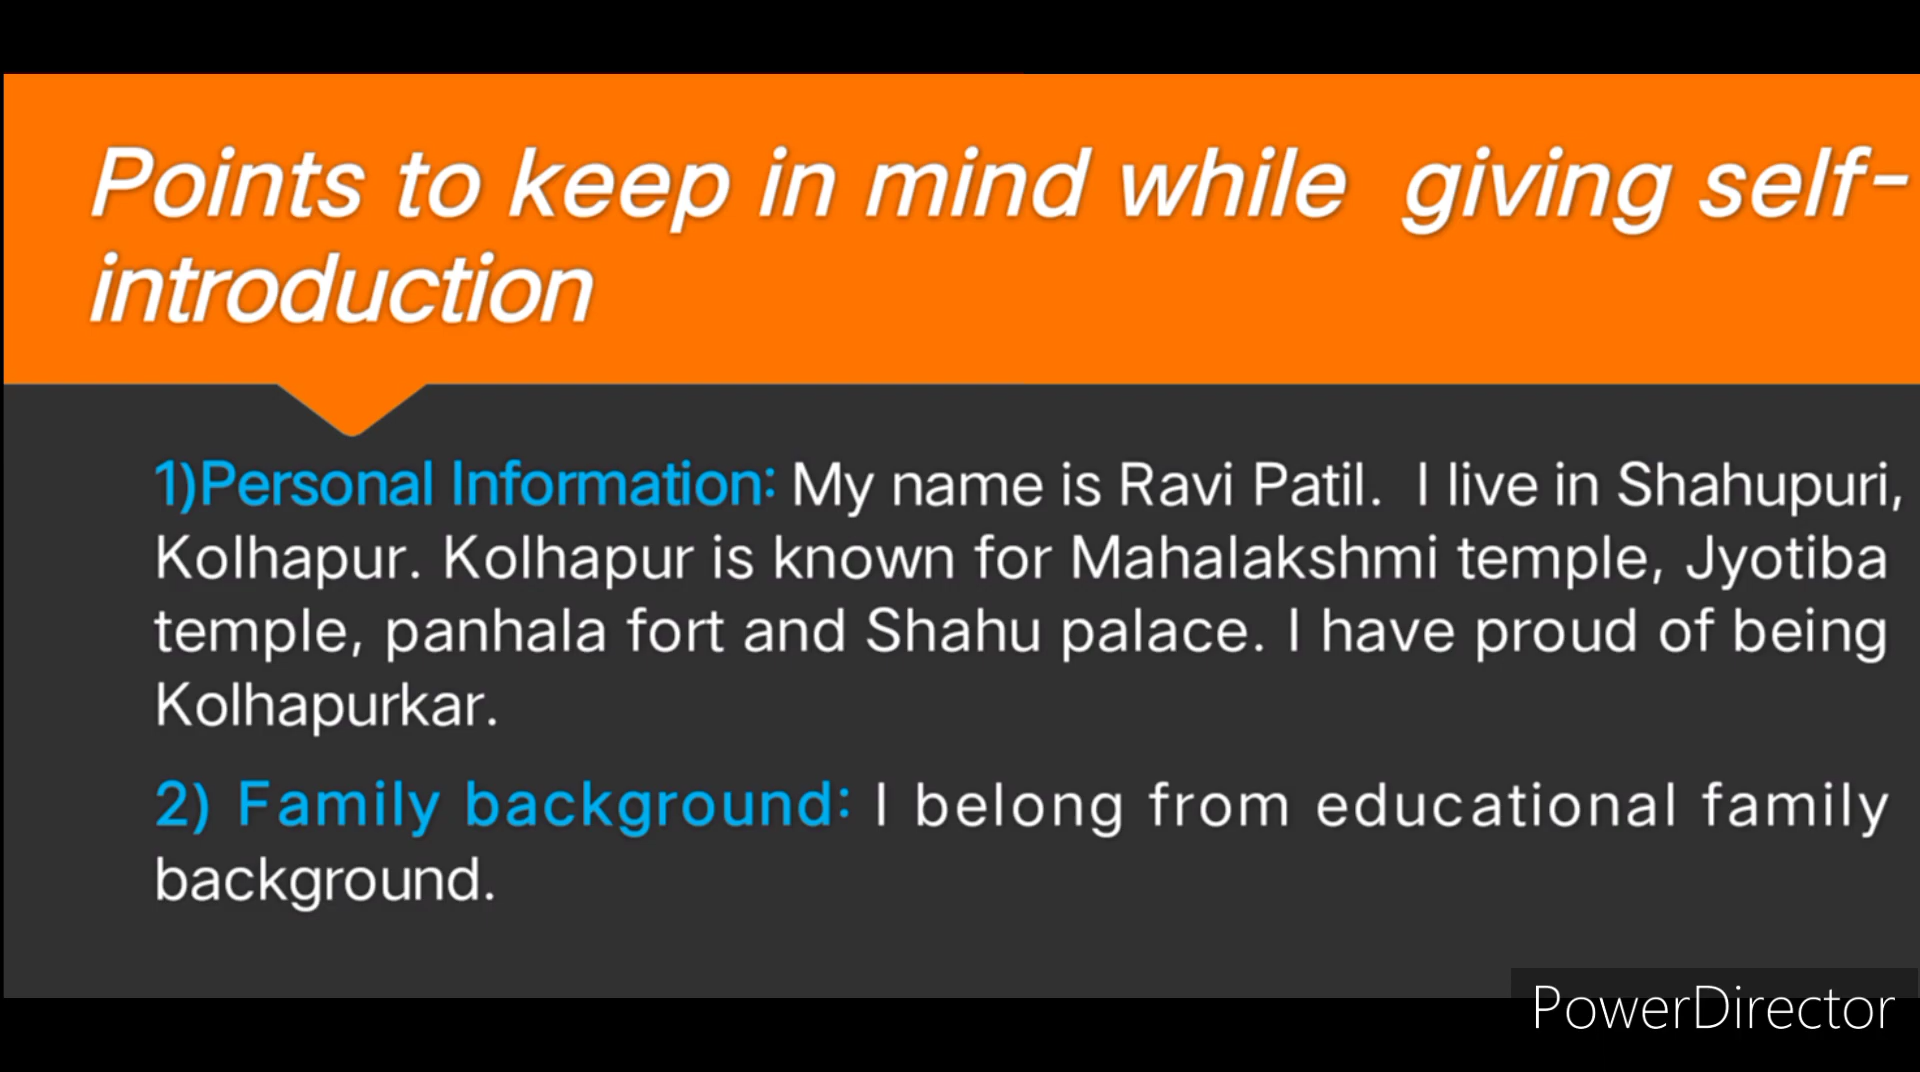 Points to keep in mind while giving self-
introduction
1)Personal Information: My name is Ravi Patil. I live in Shahupuri,
Kolhapur. Kolhapur is known for Mahalakshmi temple, Jyotiba
temple, panhala fort and Shahu palace. I have proud of being
Kolhapurkar.
2) Family background: I belong from educational family
background.
PowerDirector